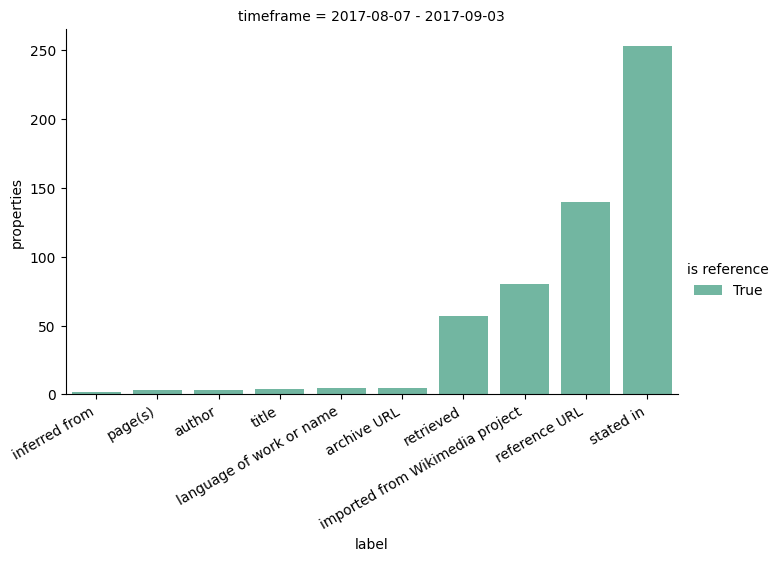 timeframe = 2017-08-07 - 2017-09-03
250
200
150
100
50
0
properties
inferred from
page(s)
author
title
language of work or name
archive URL
retrieved
imported from Wikimedia project
reference URL
stated in
label
is reference
True